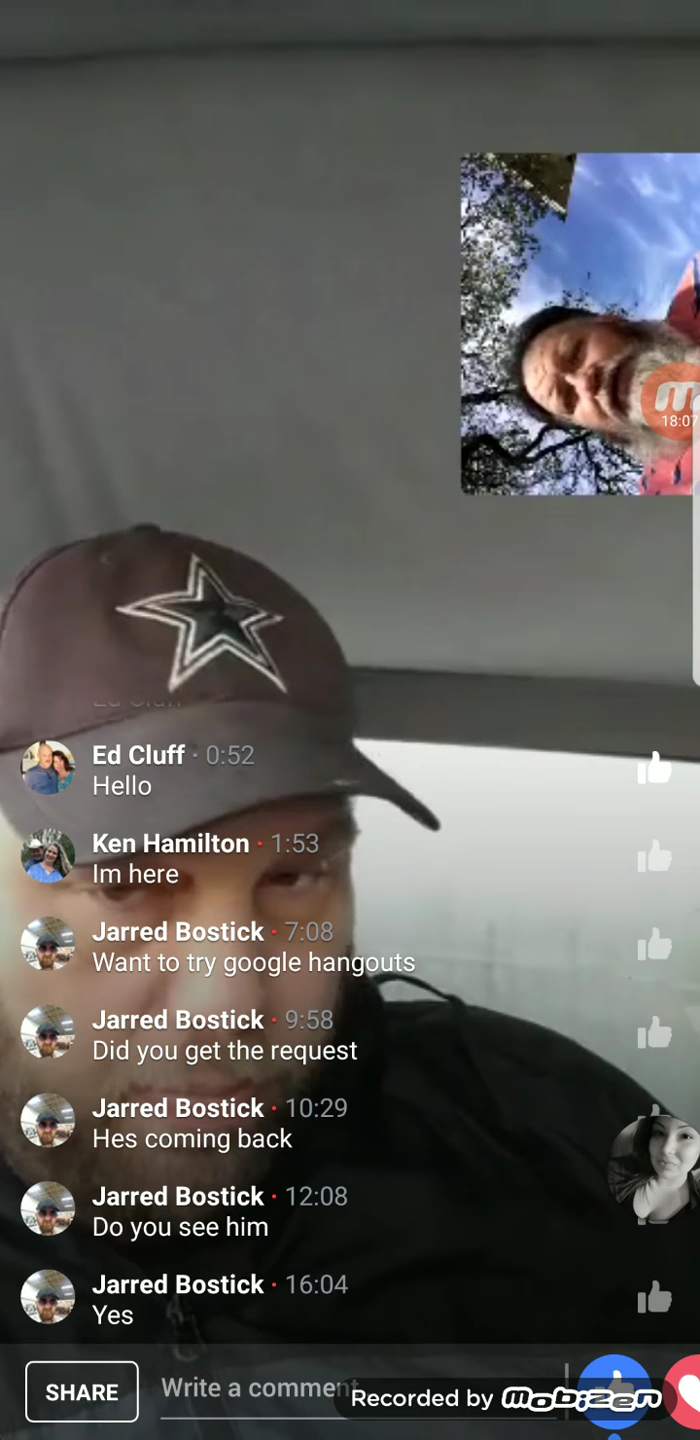 18:07
Ed Cluff
Ed Cluff · 0:52
Hello
Ken Hamilton · 1:53
Im here
Jarred Bostick · 7:08
Want to try google hangouts
Jarred Bostick · 9:58
Did you get the request
Jarred Bostick · 10:29
Hes coming back
Jarred Bostick · 12:08
Do you see him
Jarred Bostick · 16:04
Yes
SHARE
Write a comment
Recorded by mobizen